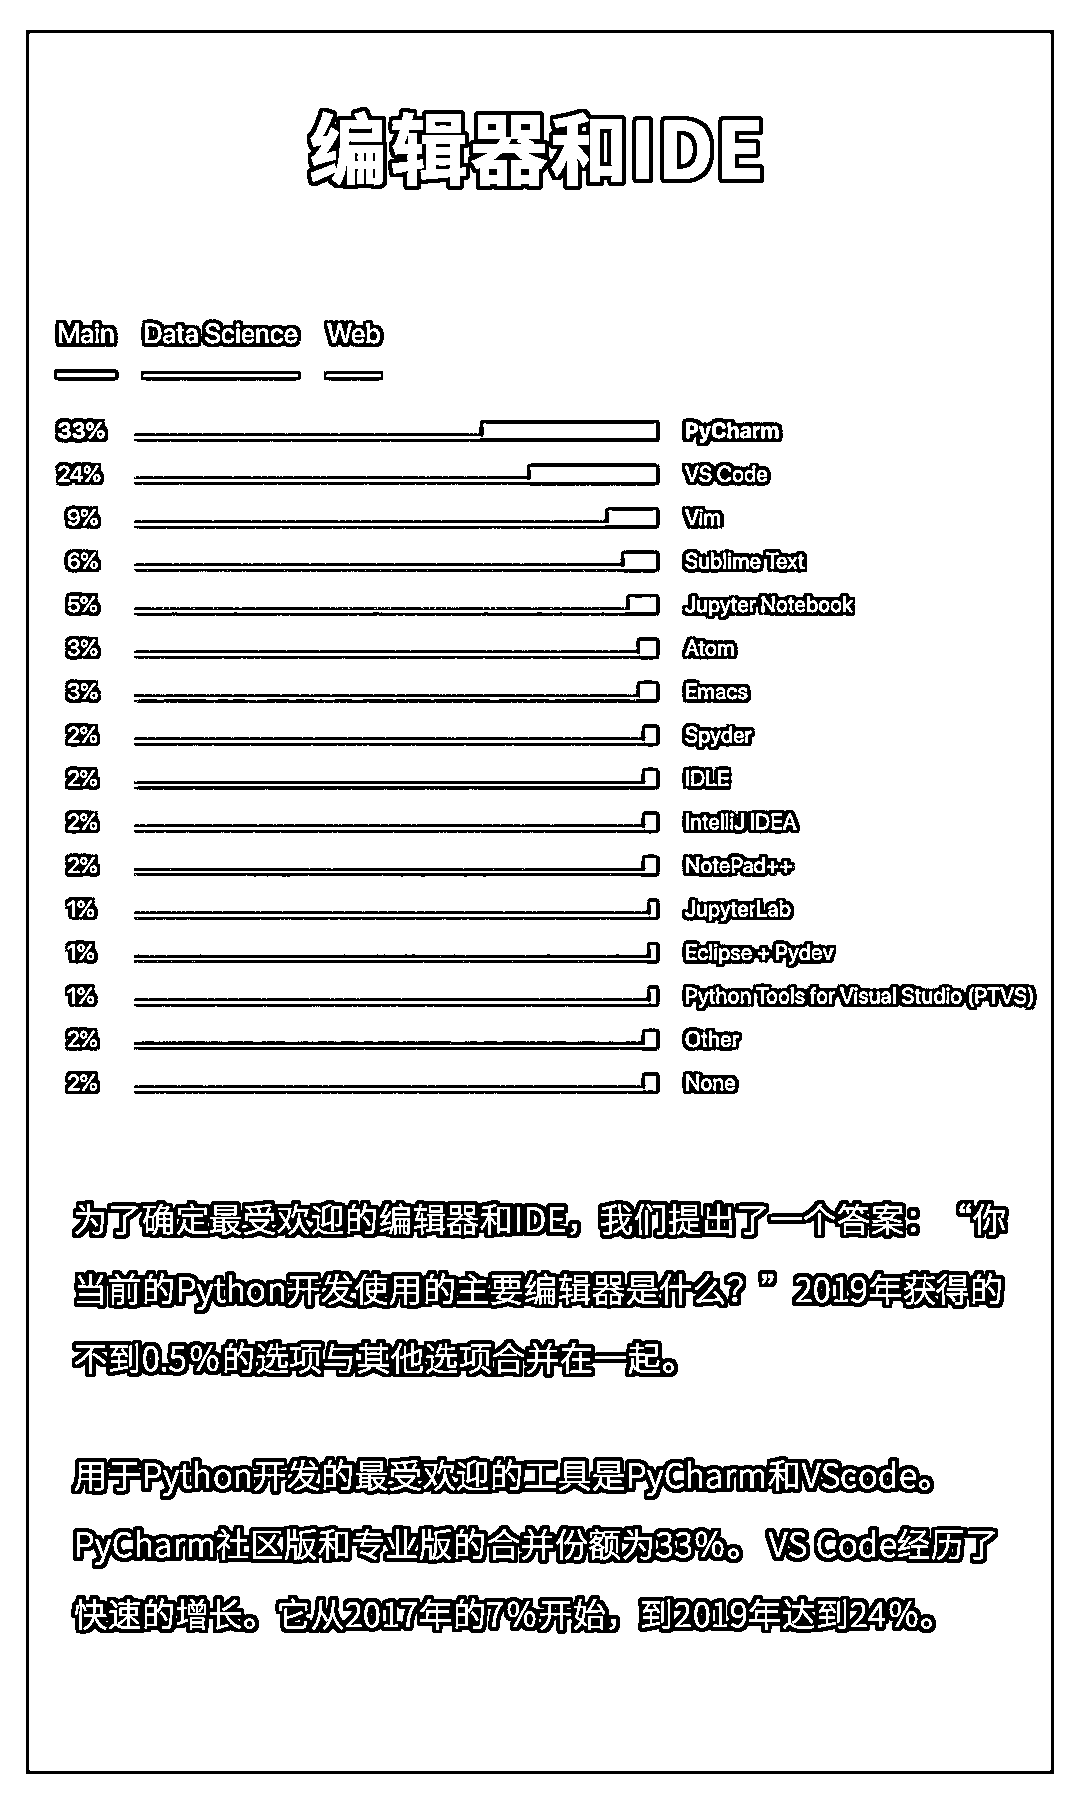 编辑器和IDE
Main Data Science Web
33% PyCharm
24% VS Code
9% Vim
6% Sublime Text
5% Jupyter Notebook
3% Atom
3% Emacs
2% Spyder
2% IDLE
2% IntelliJ IDEA
2% NotePad++
1% JupyterLab
1% Eclipse + Pydev
1% Python Tools for Visual Studio (PTVS)
2% Other
2% None
为了确定最受欢迎的编辑器和IDE，我们提出了一个答案：“你
当前的Python开发使用的主要编辑器是什么？”2019年获得的
不到0.5%的选项与其他选项合并在一起。
用于Python开发的最受欢迎的工具是PyCharm和VScode。
PyCharm社区版和专业版的合并份额为33%。 VS Code经历了
快速的增长。它从2017年的7%开始，到2019年达到24%。